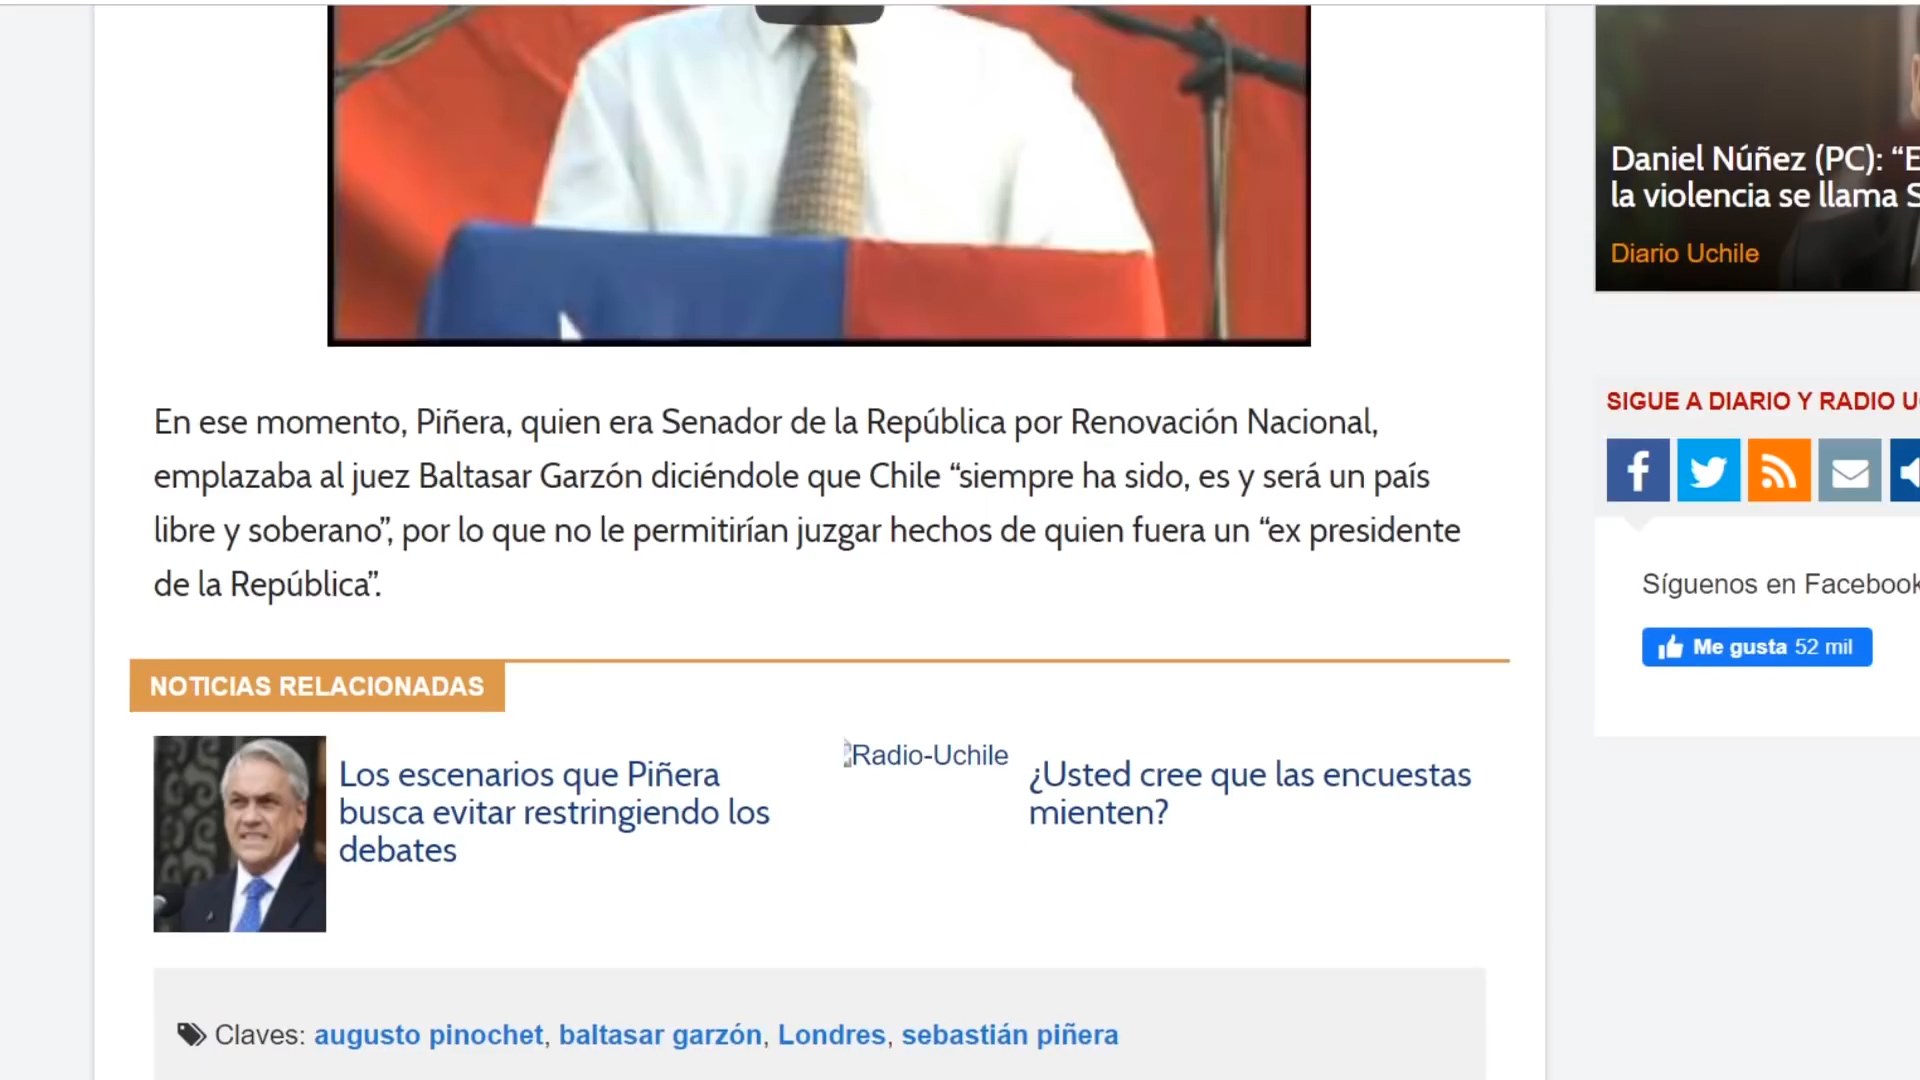 En ese momento, Piñera, quien era Senador de la República por Renovación Nacional,
emplazaba al juez Baltasar Garzón diciéndole que Chile “siempre ha sido, es y será un país
libre y soberano”, por lo que no le permitirían juzgar hechos de quien fuera un “ex presidente
de la República”.
NOTICIAS RELACIONADAS
Los escenarios que Piñera
busca evitar restringiendo los
debates
Radio-Uchile
¿Usted cree que las encuestas
mienten?
Claves: augusto pinochet, baltasar garzón, Londres, sebastián piñera
Daniel Núñez (PC): “E
la violencia se llama S
Diario Uchile
SIGUE A DIARIO Y RADIO U
Síguenos en Facebook
Me gusta 52 mil